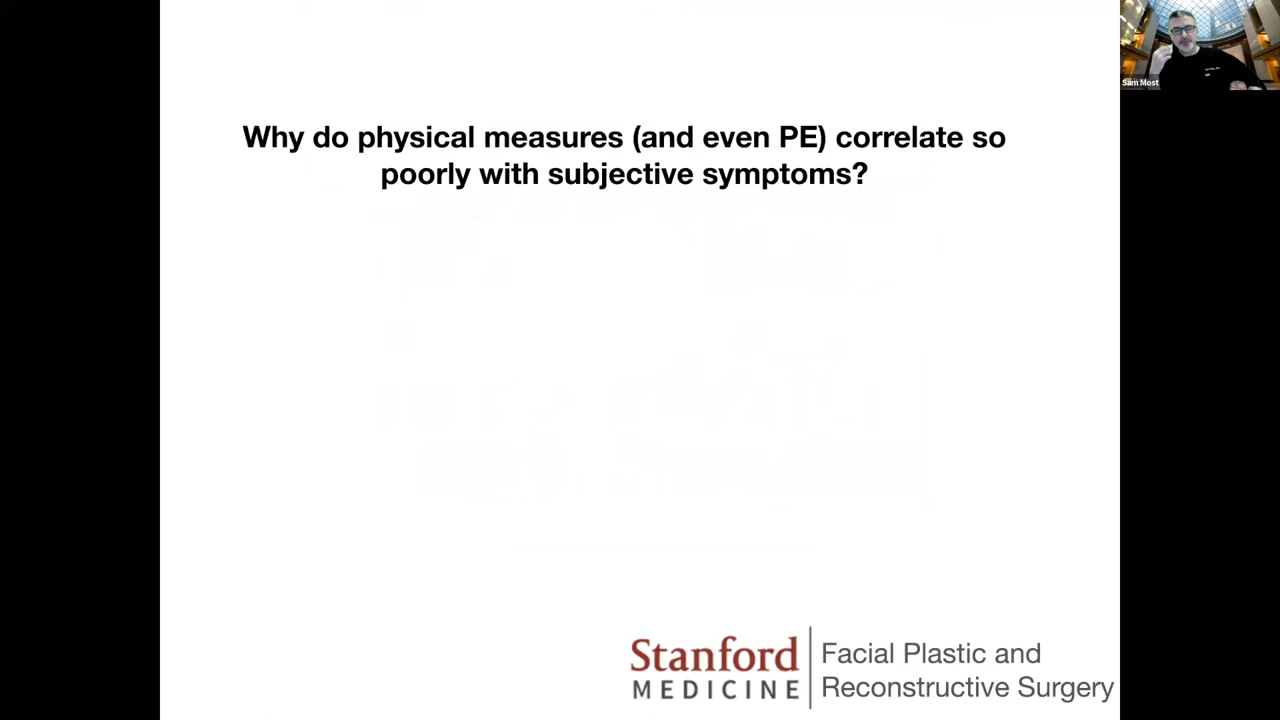 Sam Most
Why do physical measures (and even PE) correlate so
poorly with subjective symptoms?
Stanford
MEDICINE
Facial Plastic and
Reconstructive Surgery